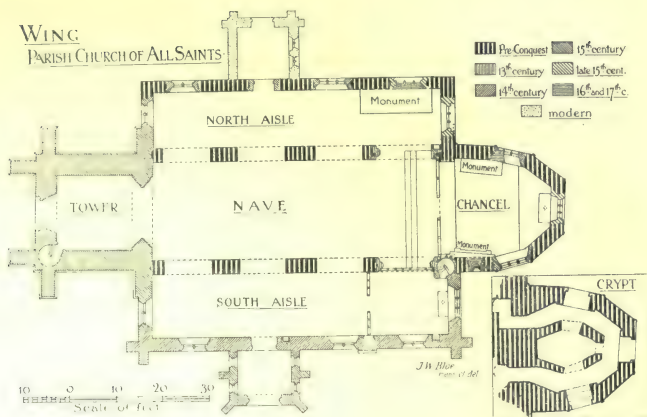 WING
PARISH CHURCH OF ALL SAINTS
Pre-Conquest
13th century
14th century
15th century
late 15th cent.
16th and 17th c.
modern
Monument
NORTH AISLE
TOWER
NAVE
Monument
CHANCEL
Monument
SOUTH AISLE
CRYPT
J.W. Bloe
10 0 10 20 30
Scale of feet